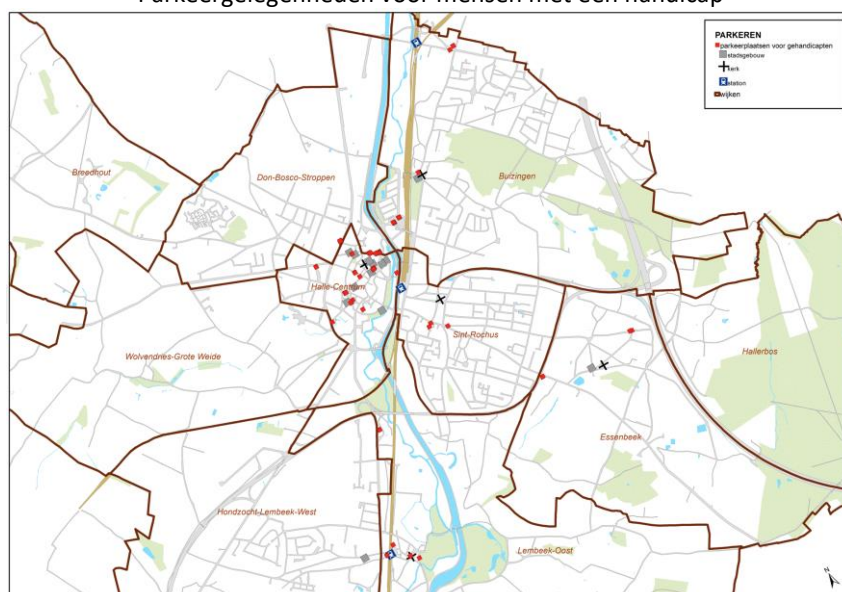 Parkeergelegenheden voor mensen met een handicap
PARKEREN
parkeerplaatsen voor gehandicapten
stadsgebouw
kerk
station
wijken
Breedhout
Don-Bosco-Stroppen
Buizingen
Halle-Centrum
Sint-Rochus
Wolvendries-Grote Weide
Hallerbos
Essenbeek
Hondzocht-Lembeek-West
Lembeek-Oost
N